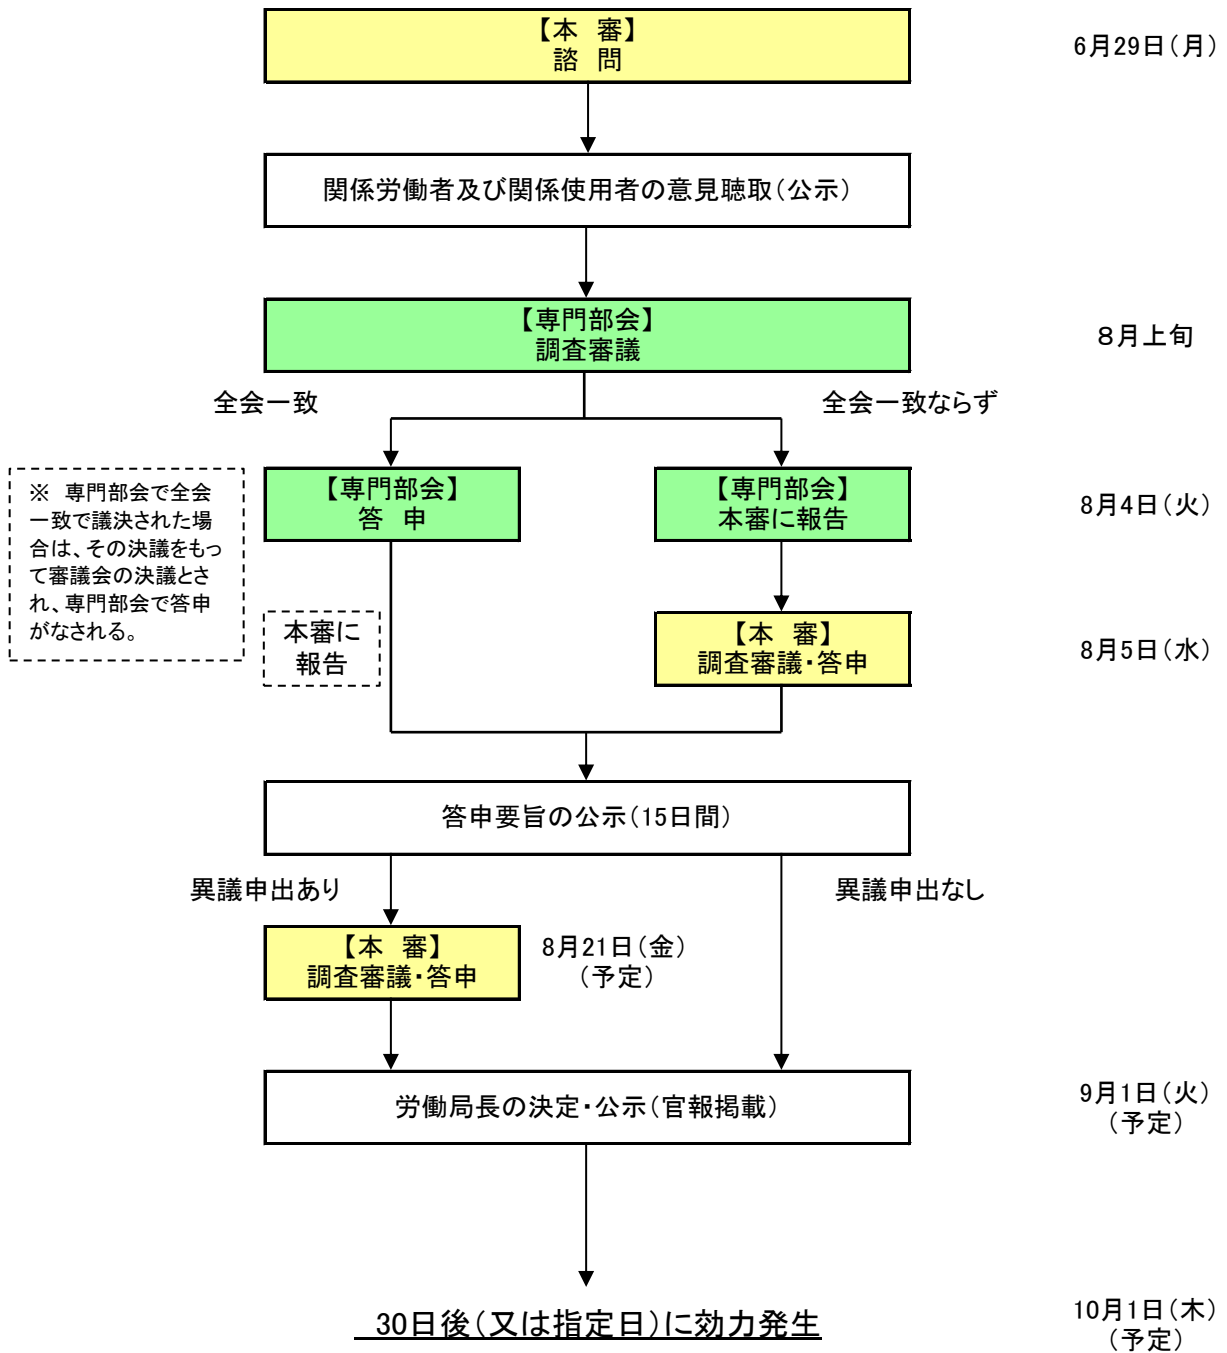 【本　審】
諮　問
6月29日（月）
関係労働者及び関係使用者の意見聴取（公示）
【専門部会】
調査審議
８月上旬
全会一致
全会一致ならず
※　専門部会で全会
一致で議決された場
合は、その決議をもっ
て審議会の決議とさ
れ、専門部会で答申
がなされる。
【専門部会】
答　申
【専門部会】
本審に報告
8月4日（火）
本審に
報告
【本　審】
調査審議・答申
8月5日（水）
答申要旨の公示（15日間）
異議申出あり
異議申出なし
【本　審】
調査審議・答申
8月21日（金）
（予定）
労働局長の決定・公示（官報掲載）
9月1日（火）
（予定）
30日後（又は指定日）に効力発生
10月1日（木）
（予定）